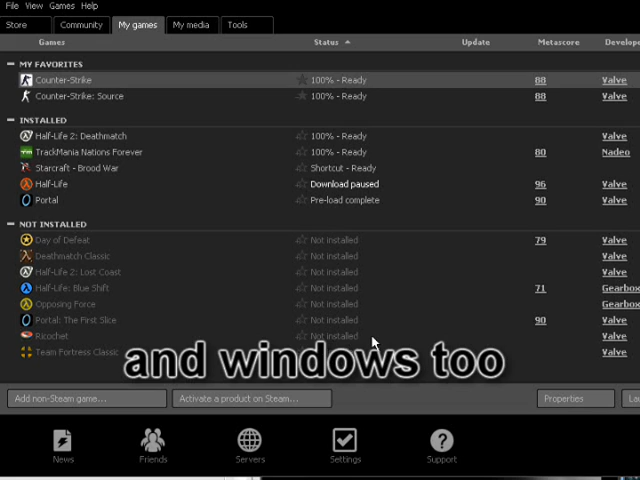 File View Games Help
Store Community My games My media Tools
Games Status Update Metascore Develope
MY FAVORITES
Counter-Strike 100% - Ready 88 Valve
Counter-Strike: Source 100% - Ready 88 Valve
INSTALLED
Half-Life 2: Deathmatch 100% - Ready Valve
TrackMania Nations Forever 100% - Ready 80 Nadeo
Starcraft - Brood War Shortcut - Ready
Half-Life Download paused 96 Valve
Portal Pre-load complete 90 Valve
NOT INSTALLED
Day of Defeat Not installed 79 Valve
Deathmatch Classic Not installed Valve
Half-Life 2: Lost Coast Not installed Valve
Half-Life: Blue Shift Not installed 71 Gearbox
Opposing Force Not installed Gearbox
Portal: The First Slice Not installed 90 Valve
Ricochet Not installed Valve
Team Fortress Classic Valve
and windows too
Add non-Steam game... Activate a product on Steam... Properties Lau
News Friends Servers Settings Support